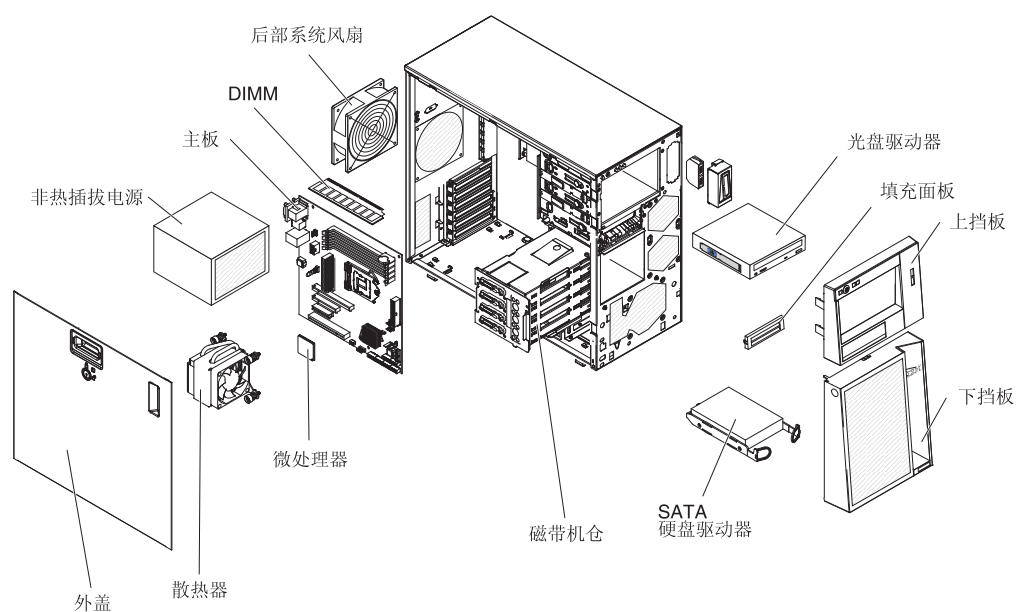 后部系统风扇
DIMM
主板
非热插拔电源
光盘驱动器
填充面板
上挡板
下挡板
微处理器
SATA
硬盘驱动器
磁带机仓
散热器
外盖